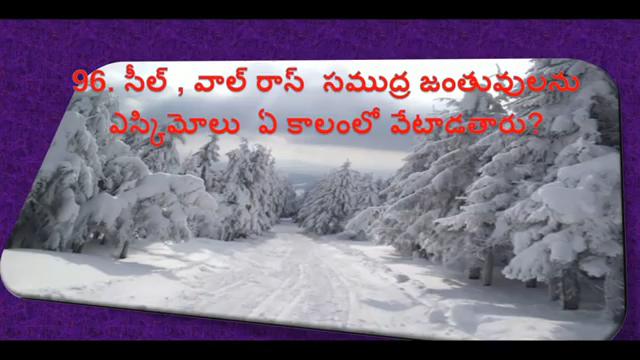 96. సీల్ , వాల్ రాస్ సముద్ర జంతువులను
ఎస్కిమోలు ఏ కాలంలో వేటాడతారు?